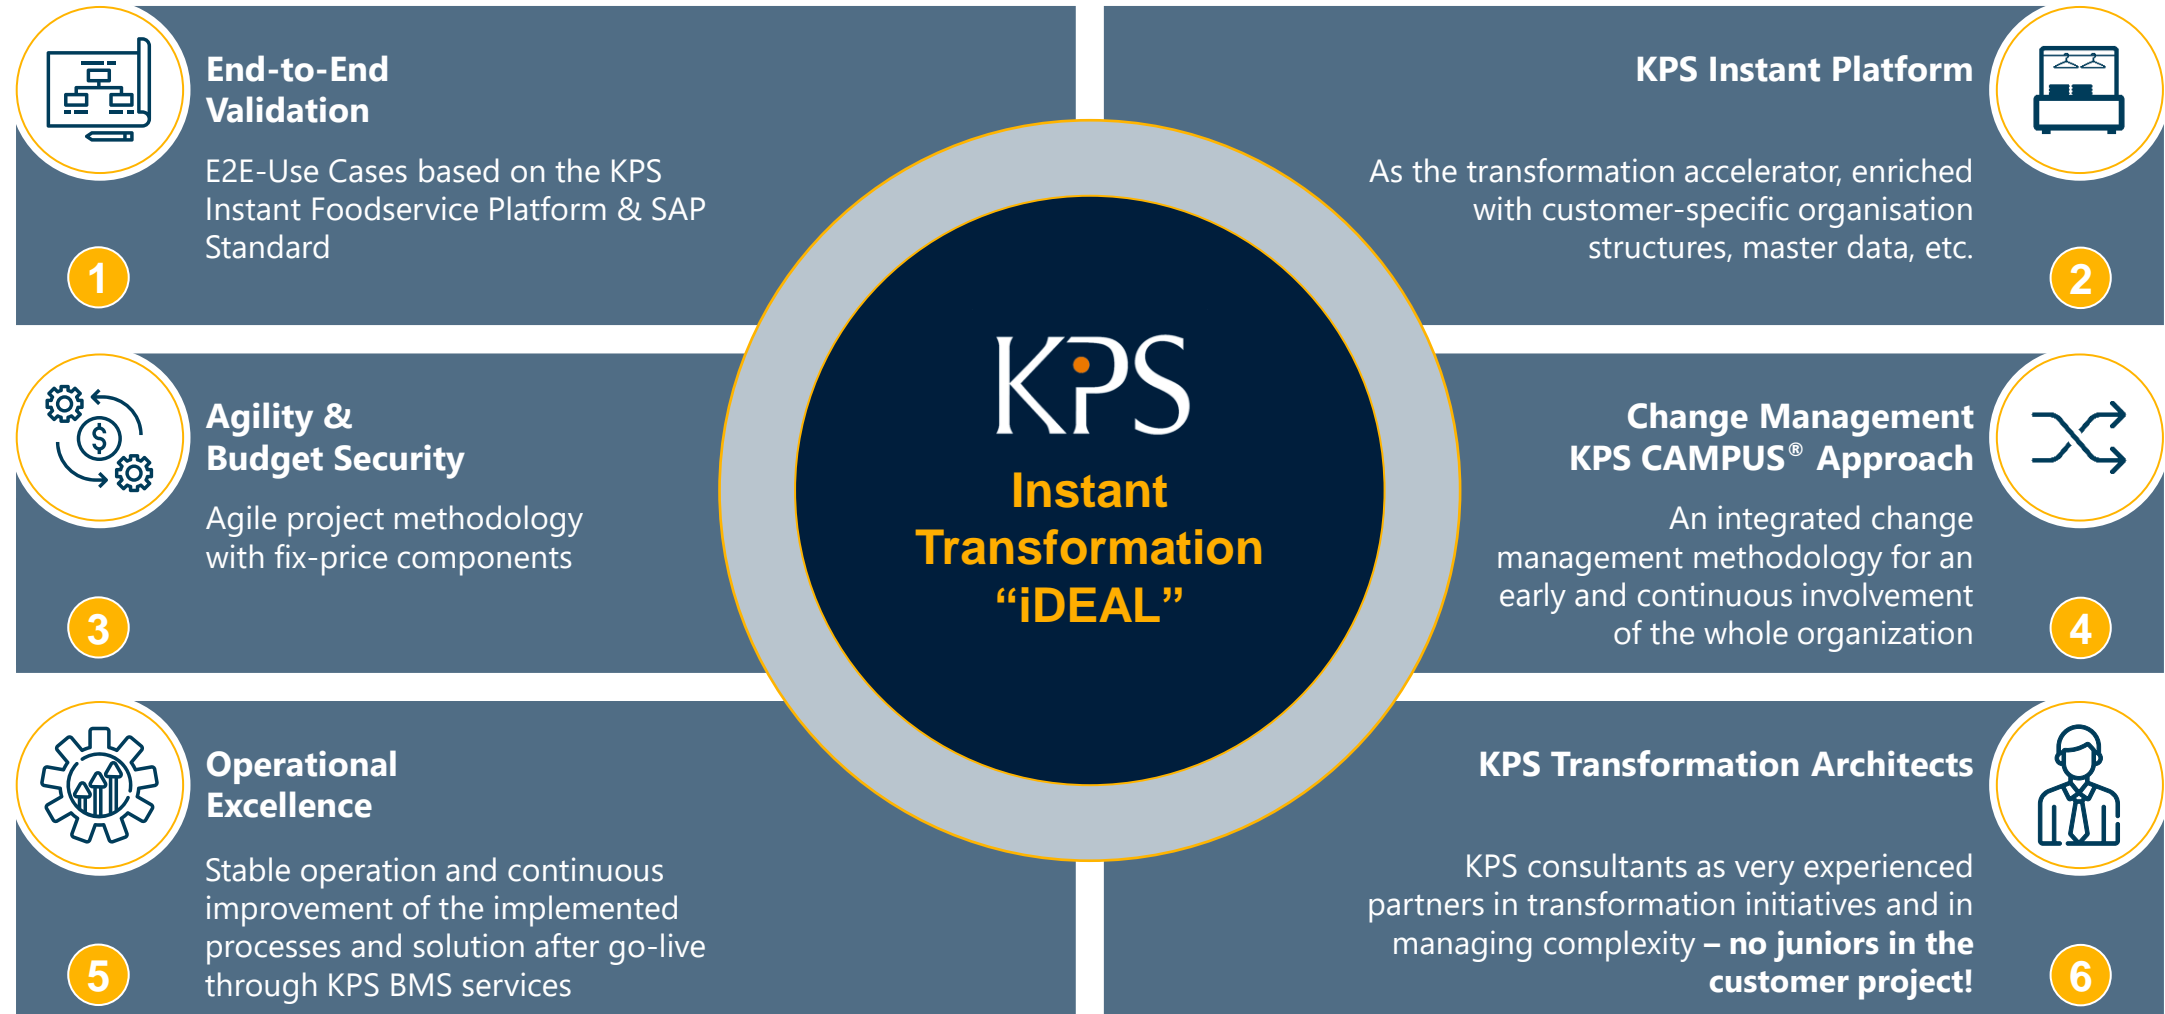 End-to-End
Validation
E2E-Use Cases based on the KPS
Instant Foodservice Platform & SAP
Standard
1
KPS Instant Platform
As the transformation accelerator, enriched
with customer-specific organisation
structures, master data, etc.
2
KPS
Instant
Transformation
“iDEAL”
Agility &
Budget Security
Agile project methodology
with fix-price components
3
$
Change Management
KPS CAMPUS® Approach
An integrated change
management methodology for an
early and continuous involvement
of the whole organization
4
Operational
Excellence
Stable operation and continuous
improvement of the implemented
processes and solution after go-live
through KPS BMS services
5
KPS Transformation Architects
KPS consultants as very experienced
partners in transformation initiatives and in
managing complexity – no juniors in the
customer project!
6